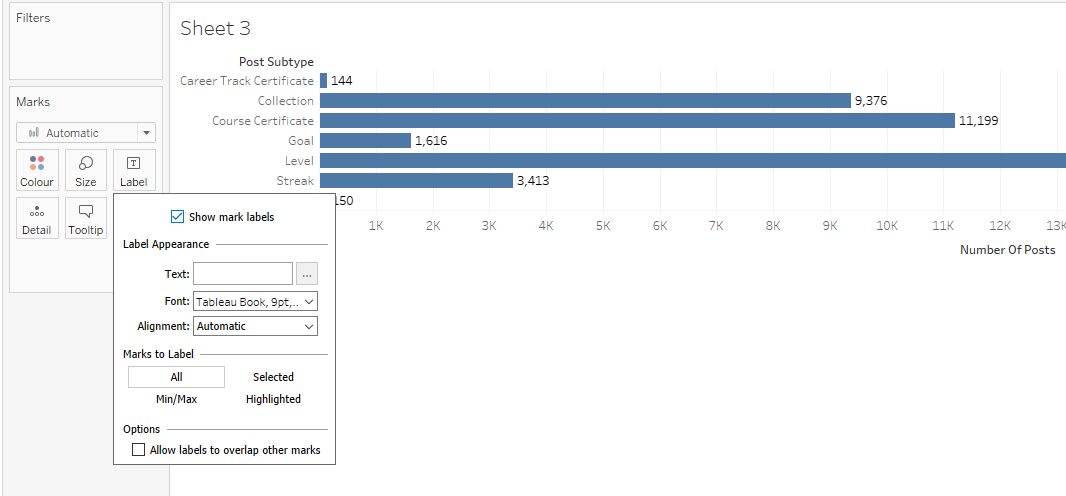 Filters
Marks
Automatic
Colour Size Label
Detail Tooltip
Show mark labels
Label Appearance
Text: ...
Font: Tableau Book, 9pt,..
Alignment: Automatic
Marks to Label
All Selected
Min/Max Highlighted
Options
Allow labels to overlap other marks
Sheet 3
Post Subtype
Career Track Certificate 144
Collection 9,376
Course Certificate 11,199
Goal 1,616
Level
Streak 3,413
150
1K 2K 3K 4K 5K 6K 7K 8K 9K 10K 11K 12K 13K
Number Of Posts